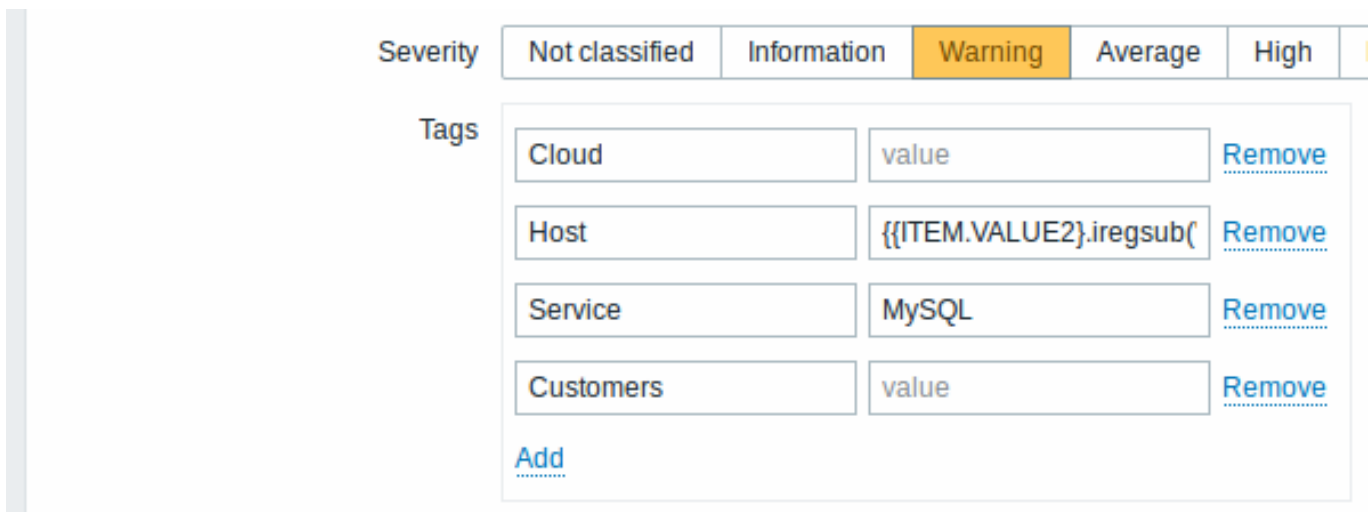 Severity Not classified Information Warning Average High
Tags
Cloud value Remove
Host {{ITEM.VALUE2}.iregsub( Remove
Service MySQL Remove
Customers value Remove
Add